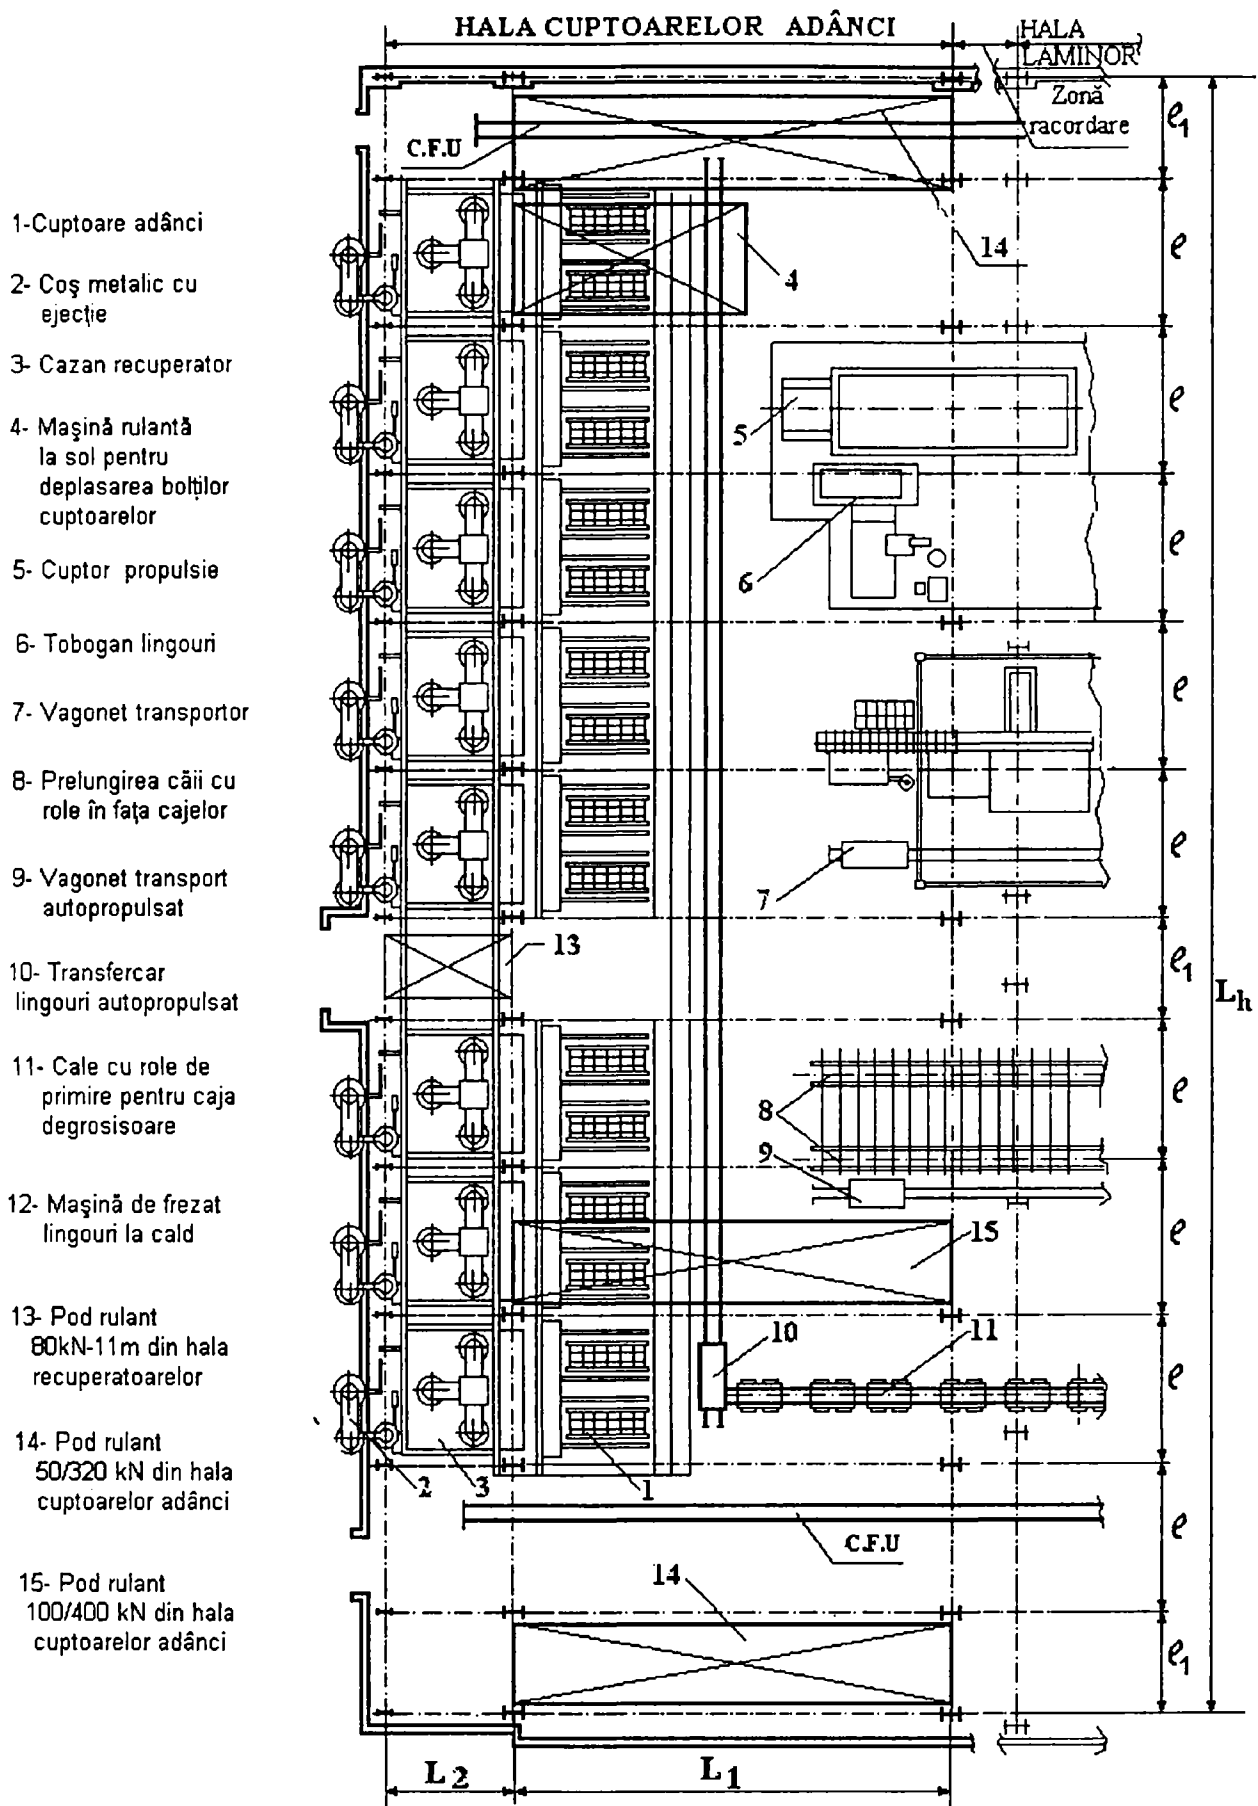 HALA CUPTOARELOR ADÂNCI
HALA
LAMINOR
Zonă
racordare
C.F.U
1-Cuptoare adânci
2- Coş metalic cu
ejecţie
3- Cazan recuperator
4- Maşină rulantă
la sol pentru
deplasarea bolţilor
cuptoarelor
5- Cuptor propulsie
6- Tobogan lingouri
7- Vagonet transportor
8- Prelungirea căii cu
role în faţa cajelor
9- Vagonet transport
autopropulsat
10- Transfercar
lingouri autopropulsat
11- Cale cu role de
primire pentru caja
degrosisoare
12- Maşină de frezat
lingouri la cald
13- Pod rulant
80kN-11m din hala
recuperatoarelor
14- Pod rulant
50/320 kN din hala
cuptoarelor adânci
15- Pod rulant
100/400 kN din hala
cuptoarelor adânci
ℓ1
14
4
ℓ
5
ℓ
6
ℓ
ℓ
7
ℓ
13
ℓ1
Lh
8
ℓ
9
15
ℓ
10
11
ℓ
2
3
1
C.F.U
ℓ
14
ℓ1
L2
L1